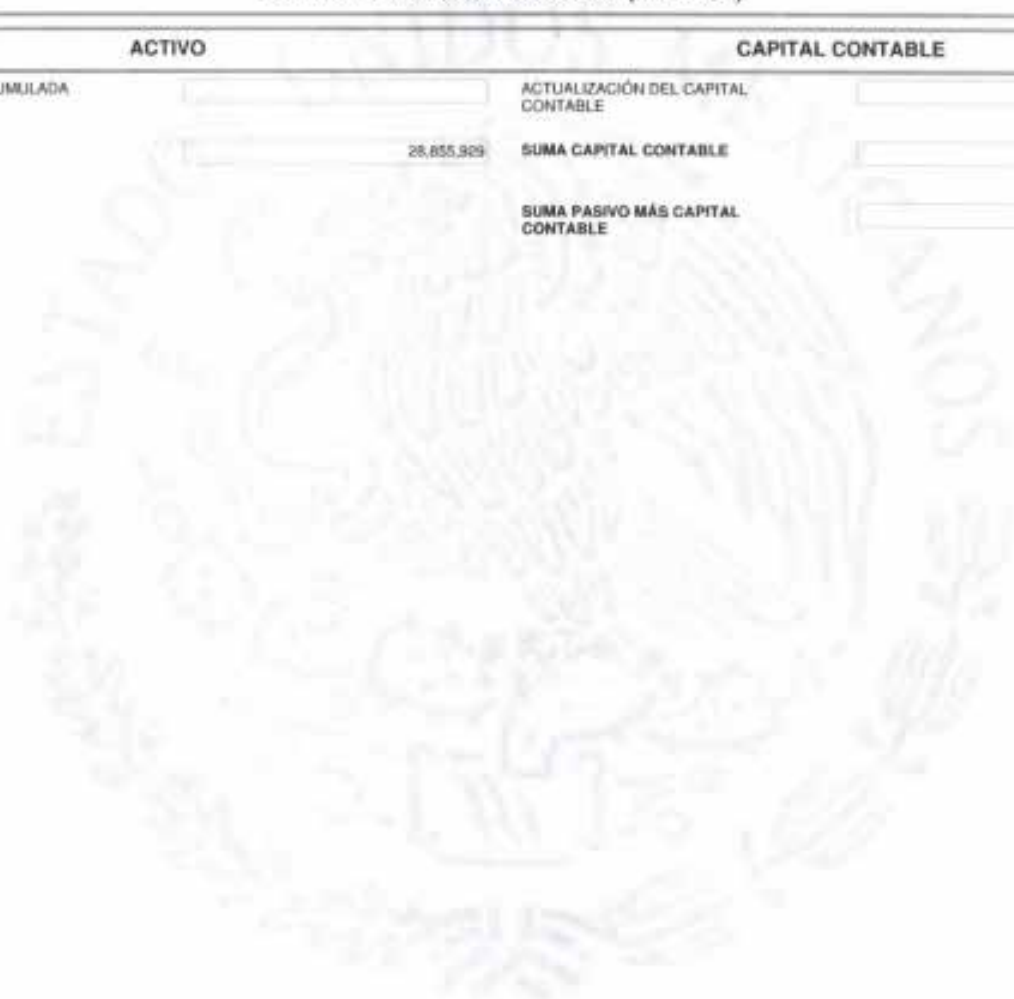 ACTIVO CAPITAL CONTABLE
UMULADA ACTUALIZACIÓN DEL CAPITAL
CONTABLE
28,855,929 SUMA CAPITAL CONTABLE
SUMA PASIVO MÁS CAPITAL
CONTABLE